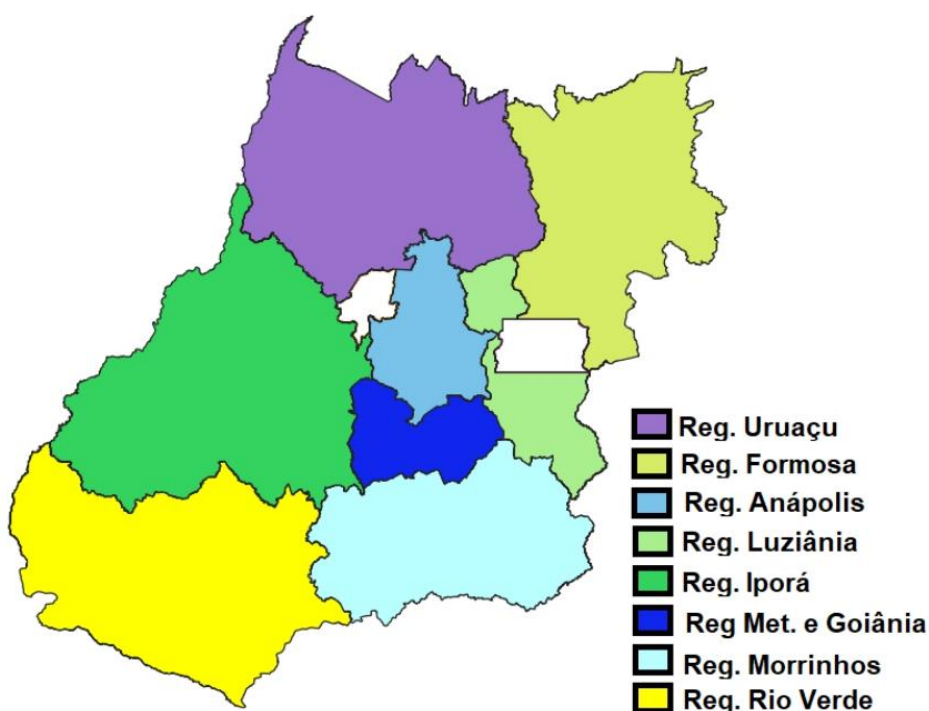 Reg. Uruaçu
Reg. Formosa
Reg. Anápolis
Reg. Luziânia
Reg. Iporá
Reg Met. e Goiânia
Reg. Morrinhos
Reg. Rio Verde